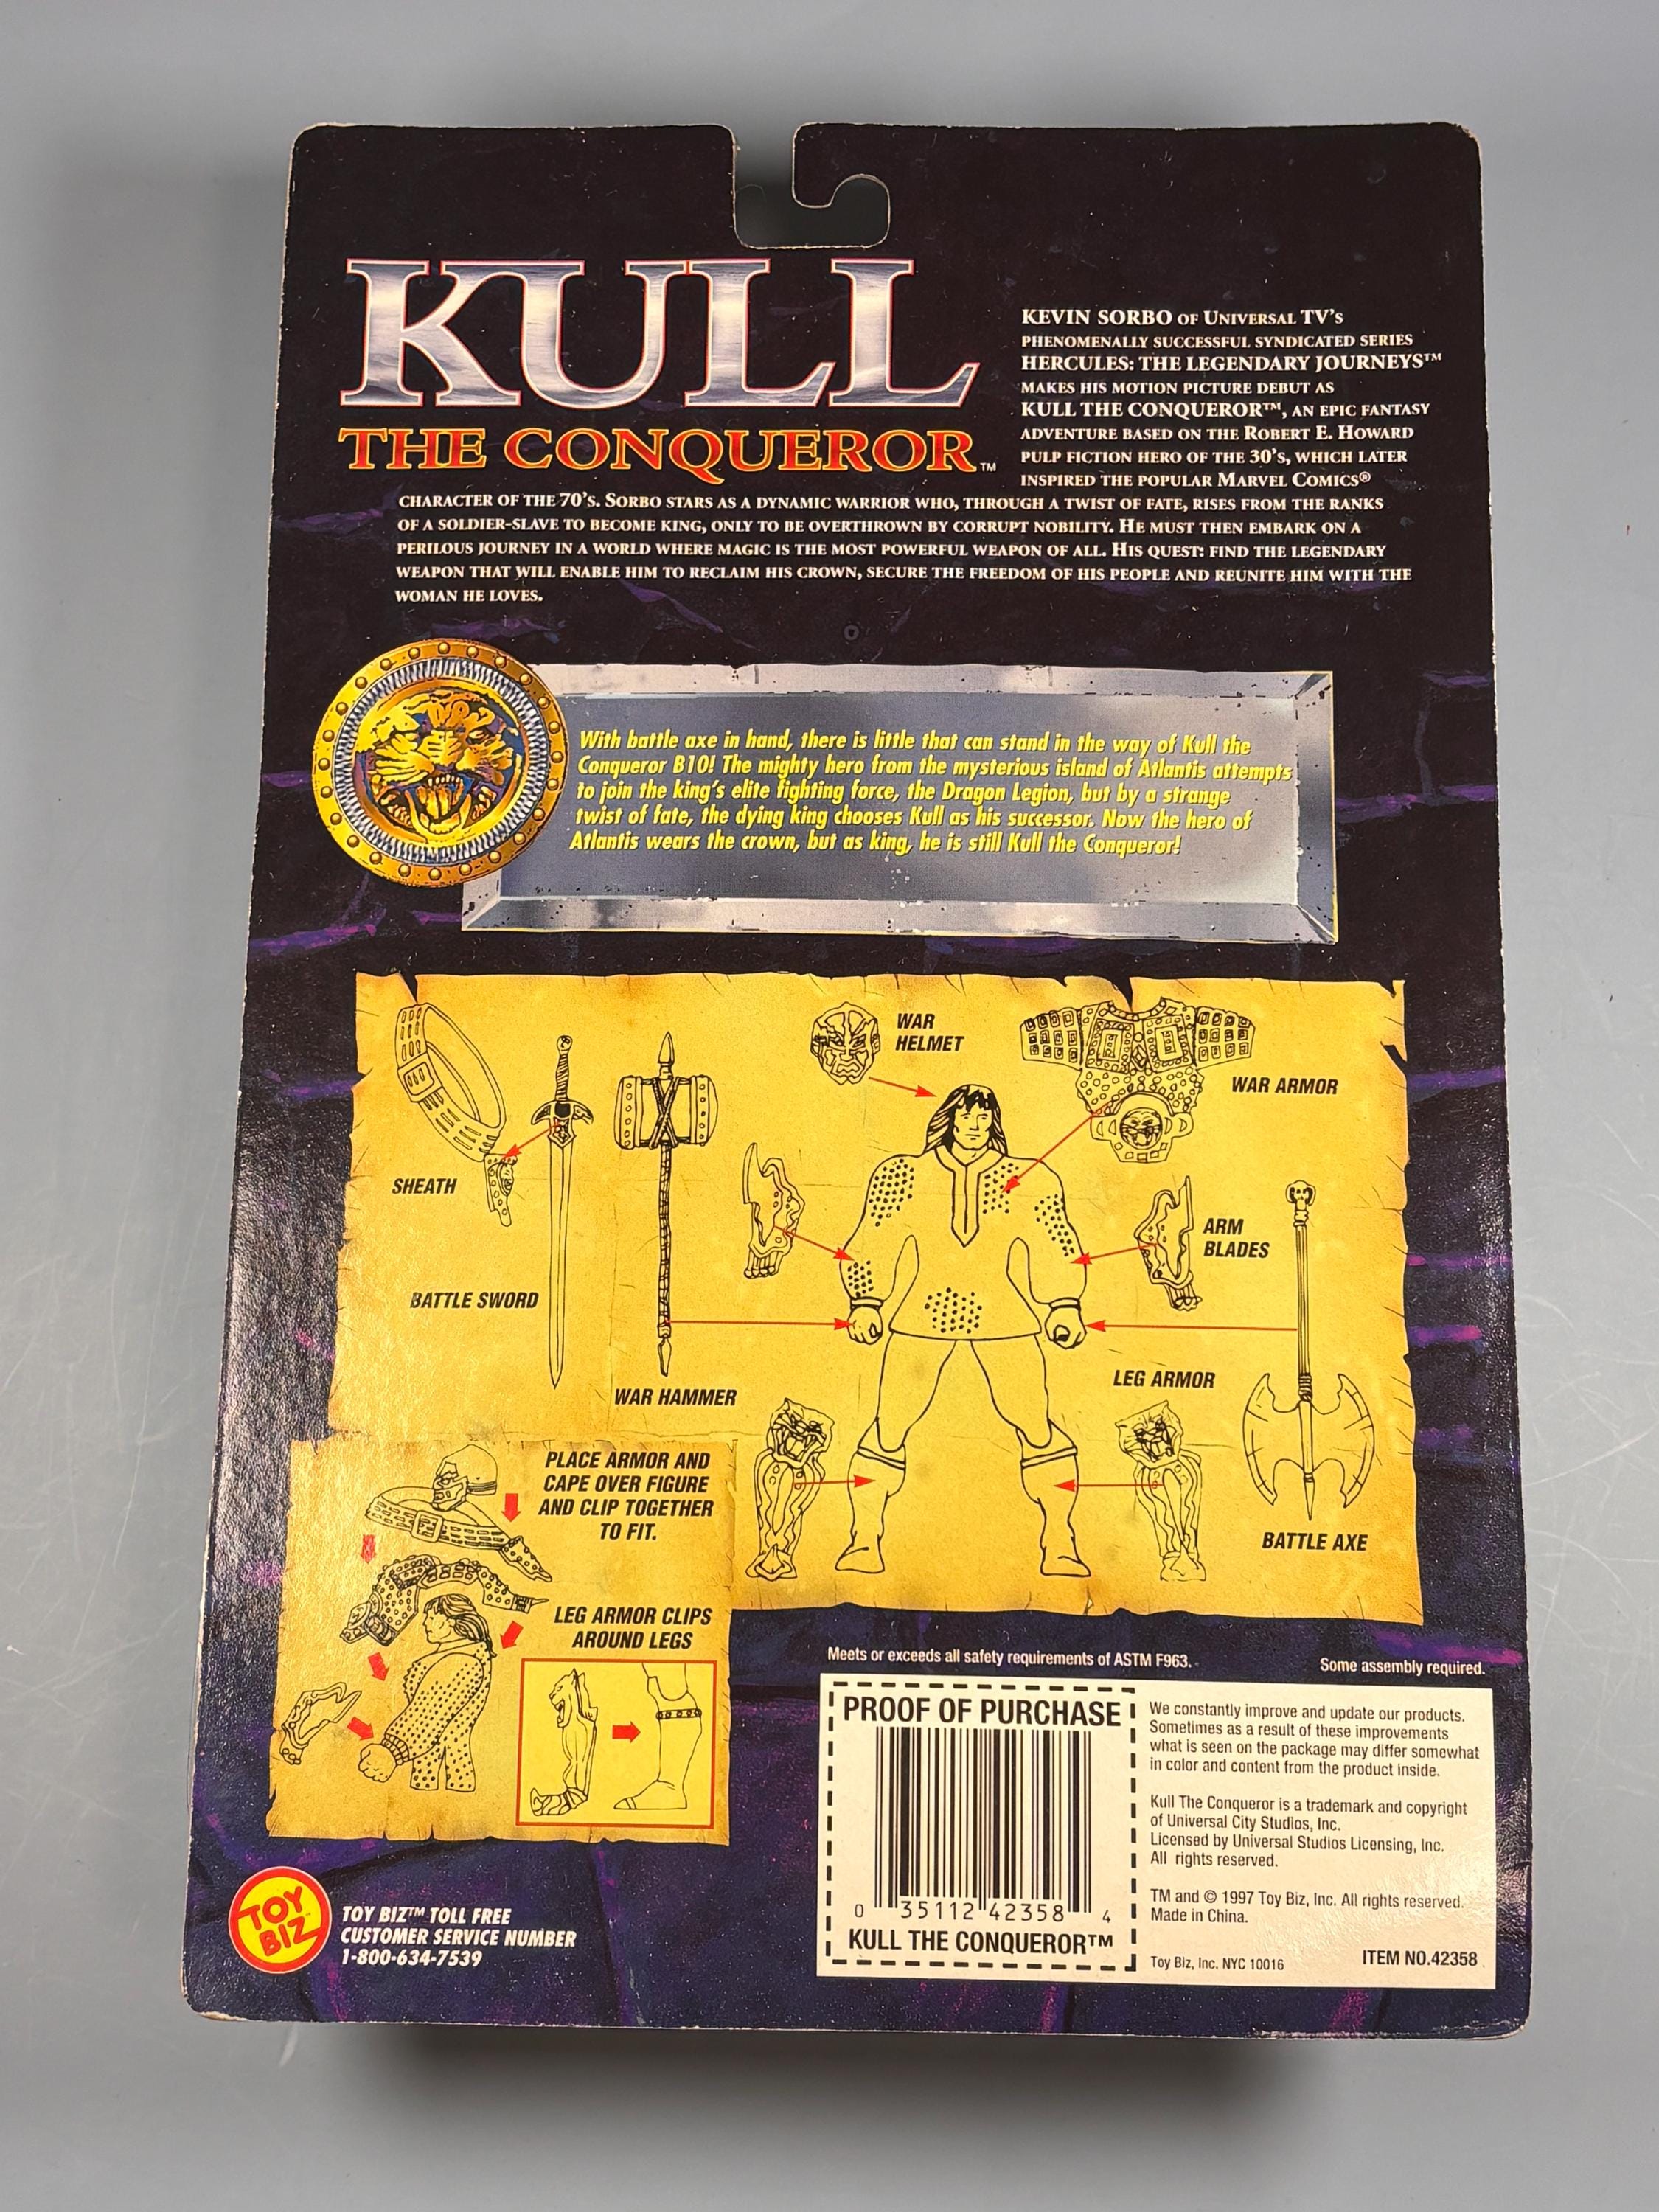 KULL
THE CONQUEROR™
KEVIN SORBO OF UNIVERSAL TV'S
PHENOMENALLY SUCCESSFUL SYNDICATED SERIES
HERCULES: THE LEGENDARY JOURNEYS™
MAKES HIS MOTION PICTURE DEBUT AS
KULL THE CONQUEROR™, AN EPIC FANTASY
ADVENTURE BASED ON THE ROBERT E. HOWARD
PULP FICTION HERO OF THE 30'S, WHICH LATER
INSPIRED THE POPULAR MARVEL COMICS®
CHARACTER OF THE 70'S. SORBO STARS AS A DYNAMIC WARRIOR WHO, THROUGH A TWIST OF FATE, RISES FROM THE RANKS
OF A SOLDIER-SLAVE TO BECOME KING, ONLY TO BE OVERTHROWN BY CORRUPT NOBILITY. HE MUST THEN EMBARK ON A
PERILOUS JOURNEY IN A WORLD WHERE MAGIC IS THE MOST POWERFUL WEAPON OF ALL. HIS QUEST: FIND THE LEGENDARY
WEAPON THAT WILL ENABLE HIM TO RECLAIM HIS CROWN, SECURE THE FREEDOM OF HIS PEOPLE AND REUNITE HIM WITH THE
WOMAN HE LOVES.
With battle axe in hand, there is little that can stand in the way of Kull the
Conqueror B10! The mighty hero from the mysterious island of Atlantis attempts
to join the king's elite fighting force, the Dragon Legion, but by a strange
twist of fate, the dying king chooses Kull as his successor. Now the hero of
Atlantis wears the crown, but as king, he is still Kull the Conqueror!
WAR
HELMET
WAR ARMOR
SHEATH
ARM
BLADES
BATTLE SWORD
LEG ARMOR
WAR HAMMER
BATTLE AXE
PLACE ARMOR AND
CAPE OVER FIGURE
AND CLIP TOGETHER
TO FIT.
LEG ARMOR CLIPS
AROUND LEGS
Meets or exceeds all safety requirements of ASTM F963.
Some assembly required.
PROOF OF PURCHASE
0 35112 42358 4
KULL THE CONQUEROR™
We constantly improve and update our products.
Sometimes as a result of these improvements
what is seen on the package may differ somewhat
in color and content from the product inside.
Kull The Conqueror is a trademark and copyright
of Universal City Studios, Inc.
Licensed by Universal Studios Licensing, Inc.
All rights reserved.
TM and © 1997 Toy Biz, Inc. All rights reserved.
Made in China.
Toy Biz, Inc. NYC 10016
ITEM NO.42358
TOY
BIZ
TOY BIZ™ TOLL FREE
CUSTOMER SERVICE NUMBER
1-800-634-7539